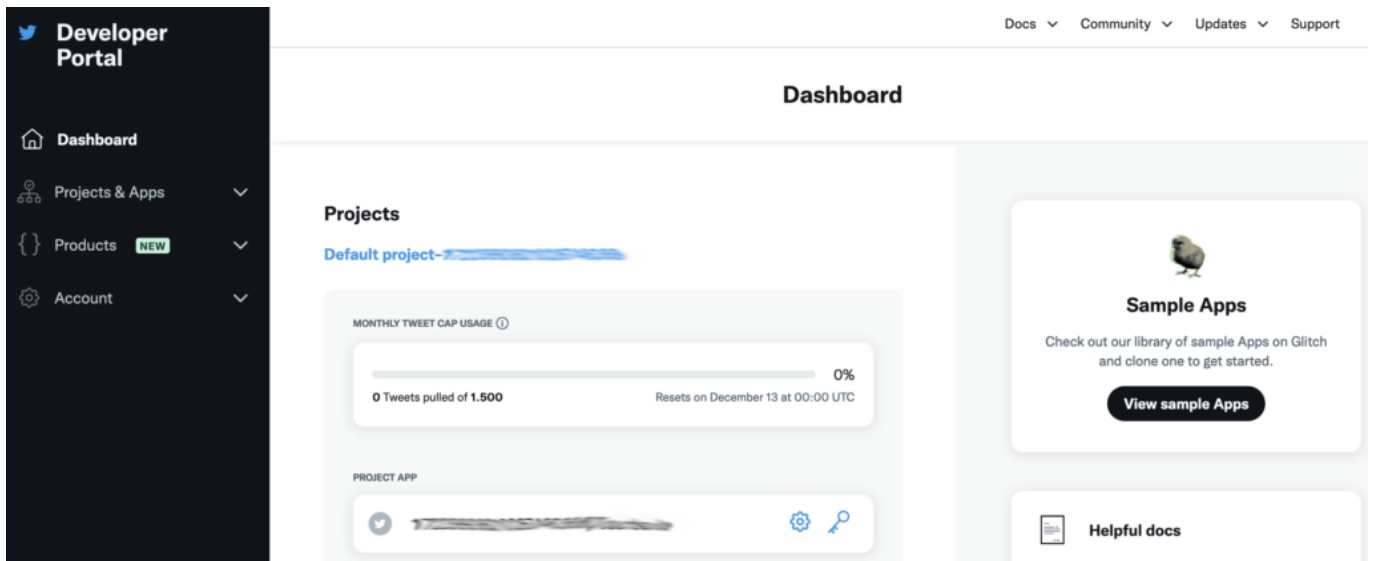 Developer
Portal
Docs Community Updates Support
Dashboard
Dashboard
Projects & Apps
Products NEW
Account
Projects
Default project-
MONTHLY TWEET CAP USAGE
0%
0 Tweets pulled of 1.500 Resets on December 13 at 00:00 UTC
PROJECT APP
Sample Apps
Check out our library of sample Apps on Glitch
and clone one to get started.
View sample Apps
Helpful docs